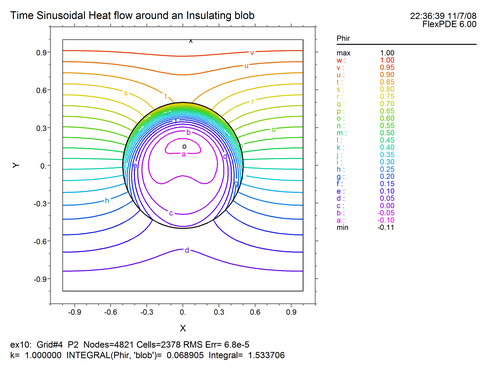 Time Sinusoidal Heat flow around an Insulating blob
22:36:39 11/7/08
FlexPDE 6.00
Phir
max 1.00
w : 1.00
v : 0.95
u : 0.90
t : 0.85
s : 0.80
r : 0.75
q : 0.70
p : 0.65
o : 0.60
n : 0.55
m : 0.50
l : 0.45
k : 0.40
j : 0.35
i : 0.30
h : 0.25
g : 0.20
f : 0.15
e : 0.10
d : 0.05
c : 0.00
b : -0.05
a : -0.10
min -0.11
Y
0.9
0.6
0.3
0.
-0.3
-0.6
-0.9
x
v
u
s
t
r
o
b
o
a
h
c
d
-0.9 -0.6 -0.3 0. 0.3 0.6 0.9
X
ex10: Grid#4 P2 Nodes=4821 Cells=2378 RMS Err= 6.8e-5
k= 1.000000 INTEGRAL(Phir, 'blob')= 0.068905 Integral= 1.533706